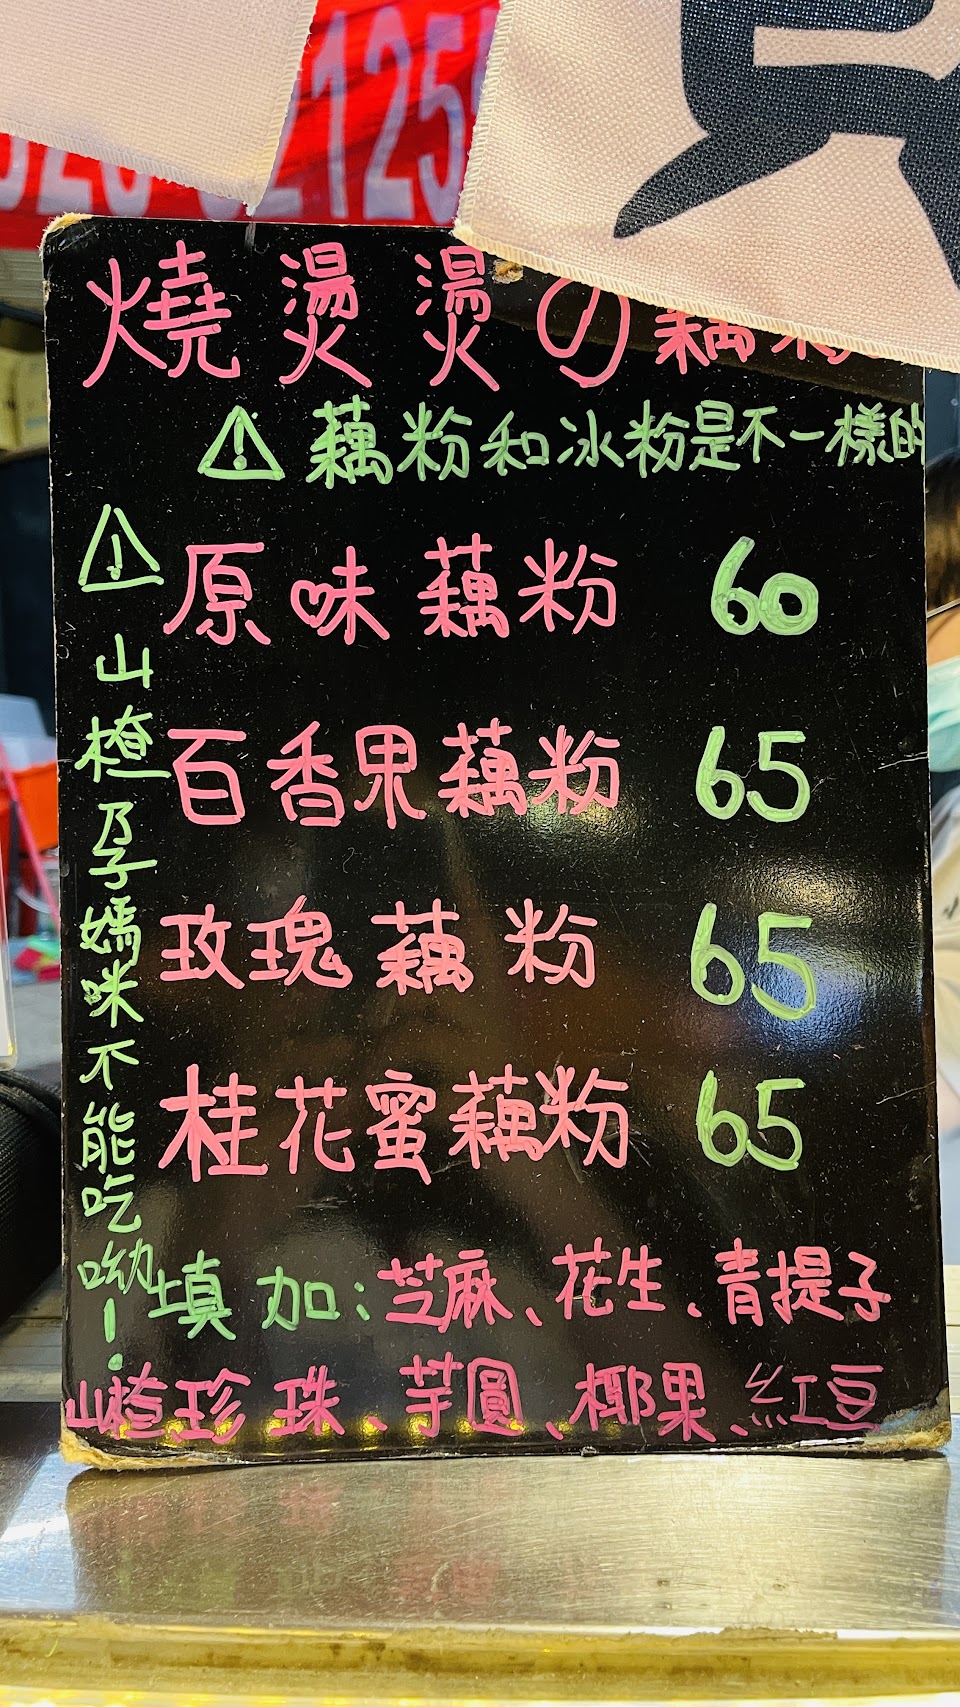 燒燙燙の藕粉
⚠藕粉和冰粉是不一樣的
原味藕粉 60
百香果藕粉 65
玫瑰藕粉 65
桂花蜜藕粉 65
填加:芝麻、花生、青提子
山楂珍珠、芋圓、椰果、紅豆
⚠山楂孕媽咪不能吃呦!